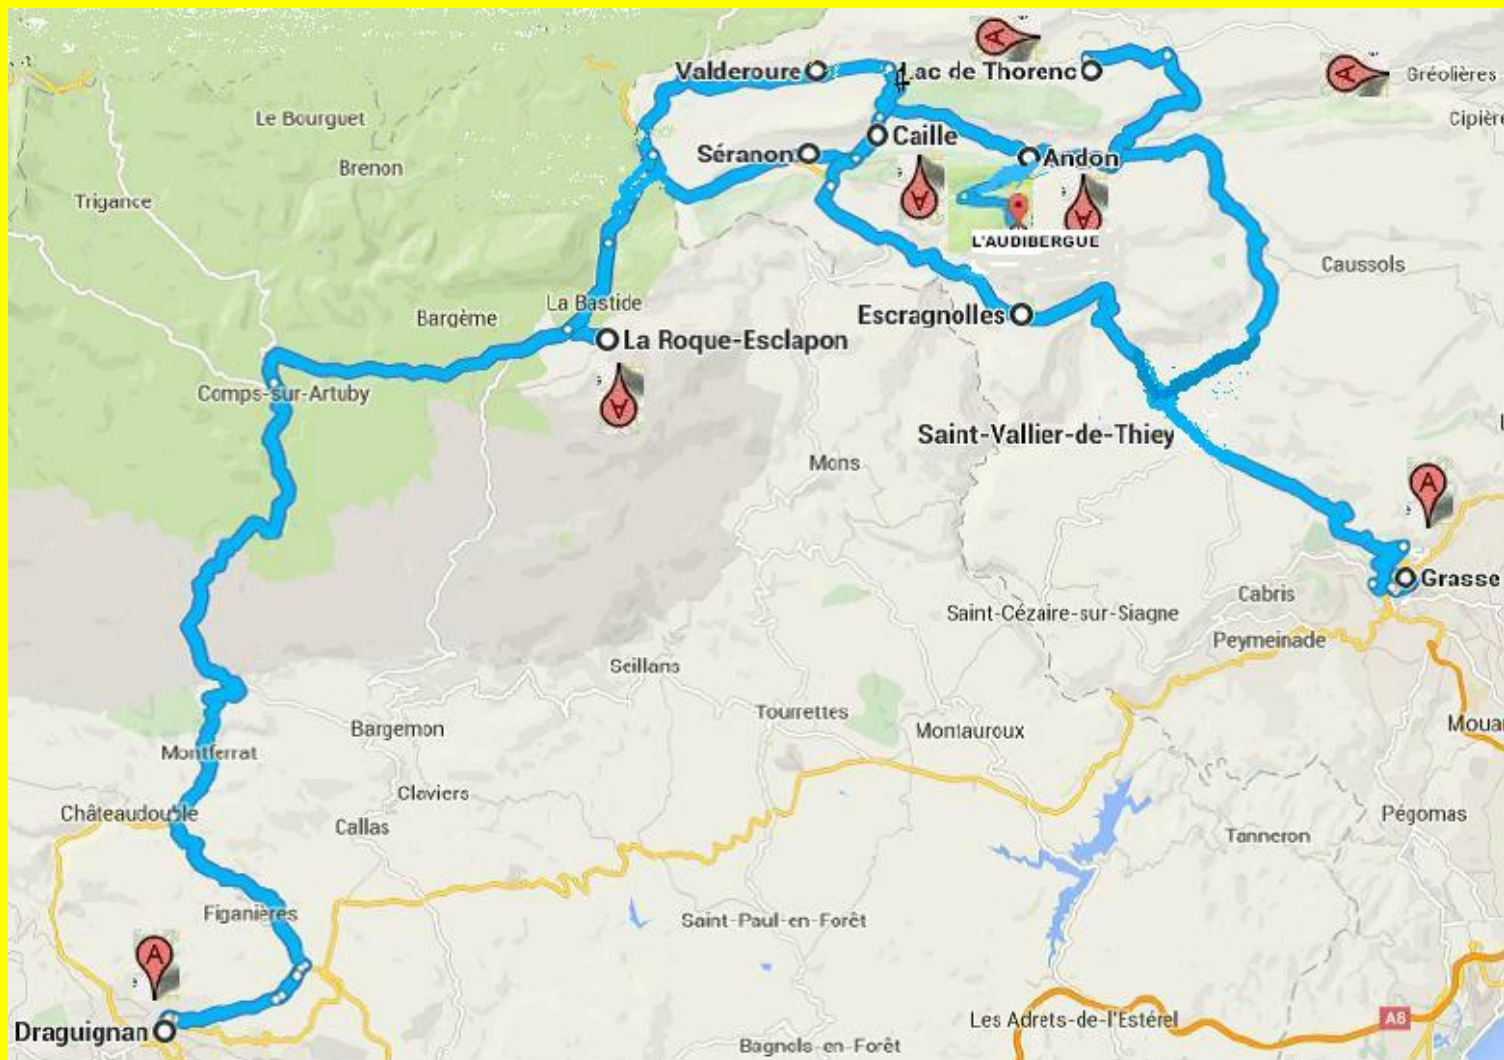 Valderoure
Lac de Thorenc
A
A
Gréolières
Le Bourguet
Cipière
Caille
Séranon
Andon
Brenon
Trigance
A
A
L'AUDIBERGUE
Caussols
La Bastide
Bargème
Escragnolles
La Roque-Esclapon
Comps-sur-Artuby
A
Saint-Vallier-de-Thiey
Mons
A
Grasse
Cabris
Saint-Cézaire-sur-Siagne
Peymeinade
Seillans
Tourrettes
Mouan
Bargemon
Montauroux
Montferrat
Claviers
Châteaudouble
Pégomas
Callas
Tanneron
Figanières
Saint-Paul-en-Forêt
A
Les Adrets-de-l'Estérel
A8
Draguignan
Bagnols-en-Forêt